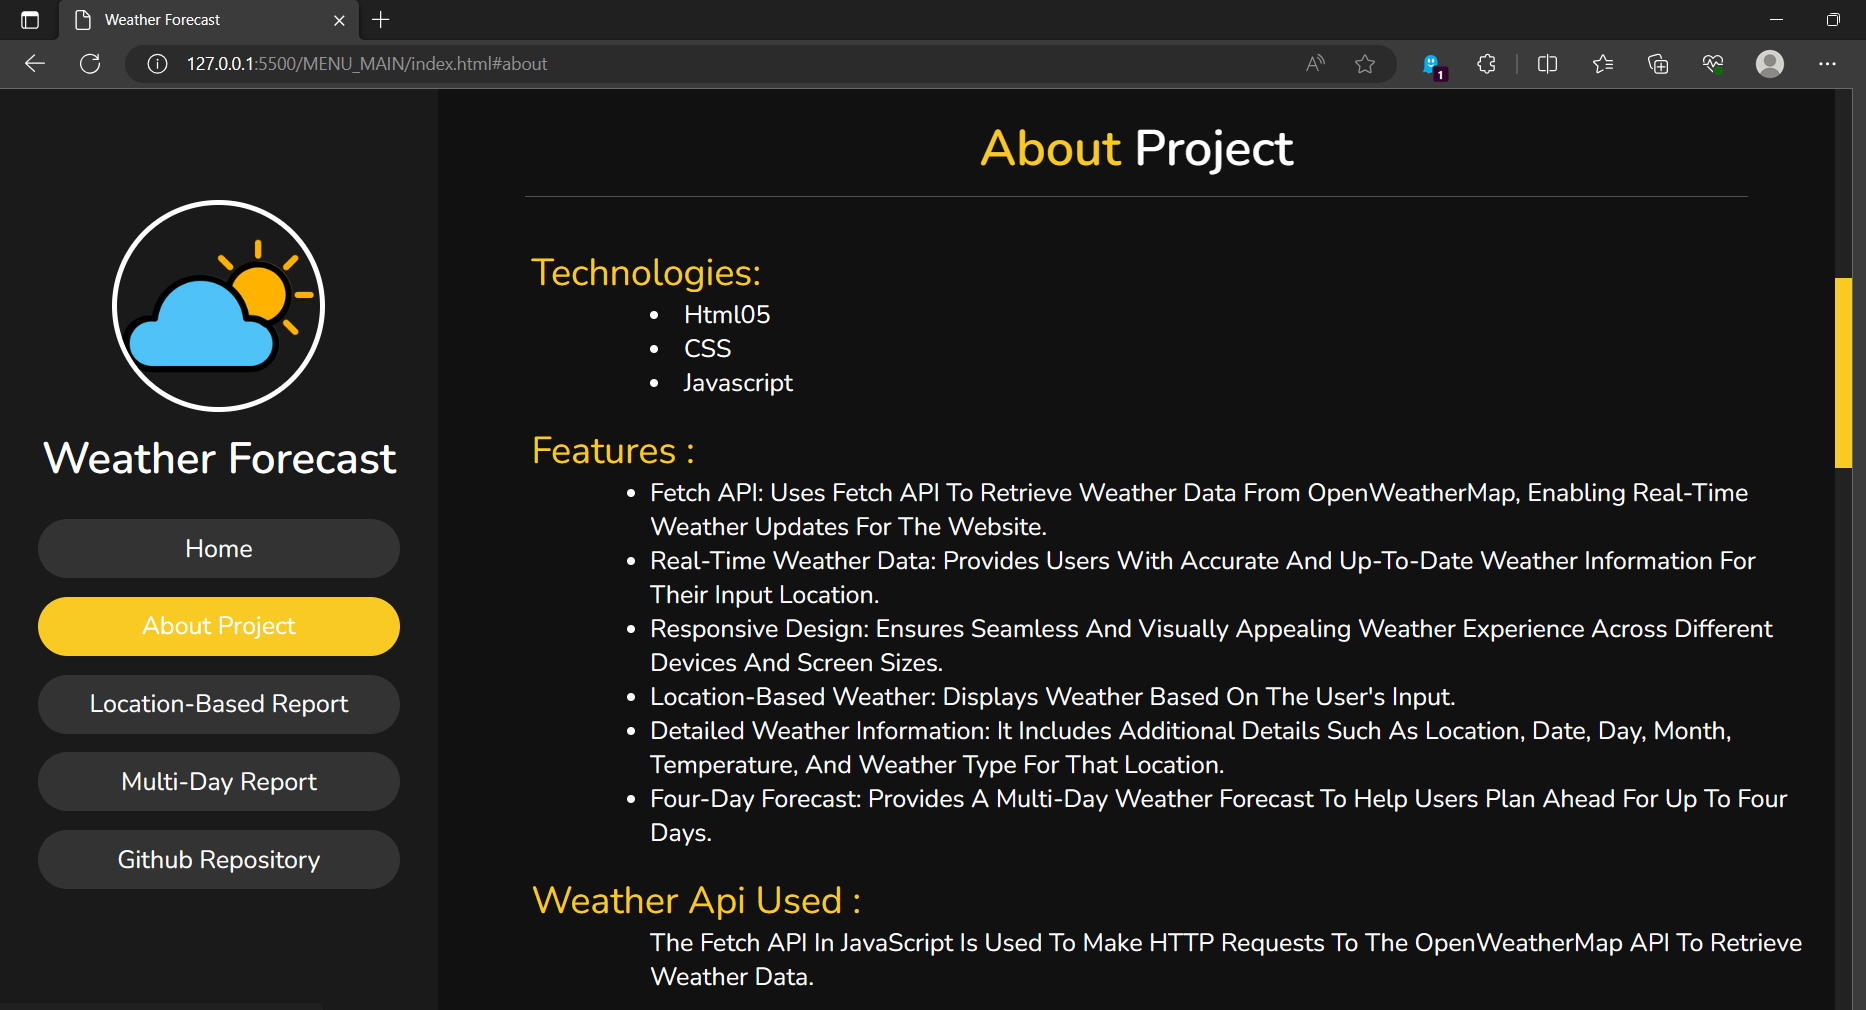 Weather Forecast
127.0.0.1:5500/MENU_MAIN/index.html#about
1
Weather Forecast
Home
About Project
Location-Based Report
Multi-Day Report
Github Repository
About Project
Technologies:
• Html05
• CSS
• Javascript
Features :
• Fetch API: Uses Fetch API To Retrieve Weather Data From OpenWeatherMap, Enabling Real-Time
Weather Updates For The Website.
• Real-Time Weather Data: Provides Users With Accurate And Up-To-Date Weather Information For
Their Input Location.
• Responsive Design: Ensures Seamless And Visually Appealing Weather Experience Across Different
Devices And Screen Sizes.
• Location-Based Weather: Displays Weather Based On The User's Input.
• Detailed Weather Information: It Includes Additional Details Such As Location, Date, Day, Month,
Temperature, And Weather Type For That Location.
• Four-Day Forecast: Provides A Multi-Day Weather Forecast To Help Users Plan Ahead For Up To Four
Days.
Weather Api Used :
The Fetch API In JavaScript Is Used To Make HTTP Requests To The OpenWeatherMap API To Retrieve
Weather Data.